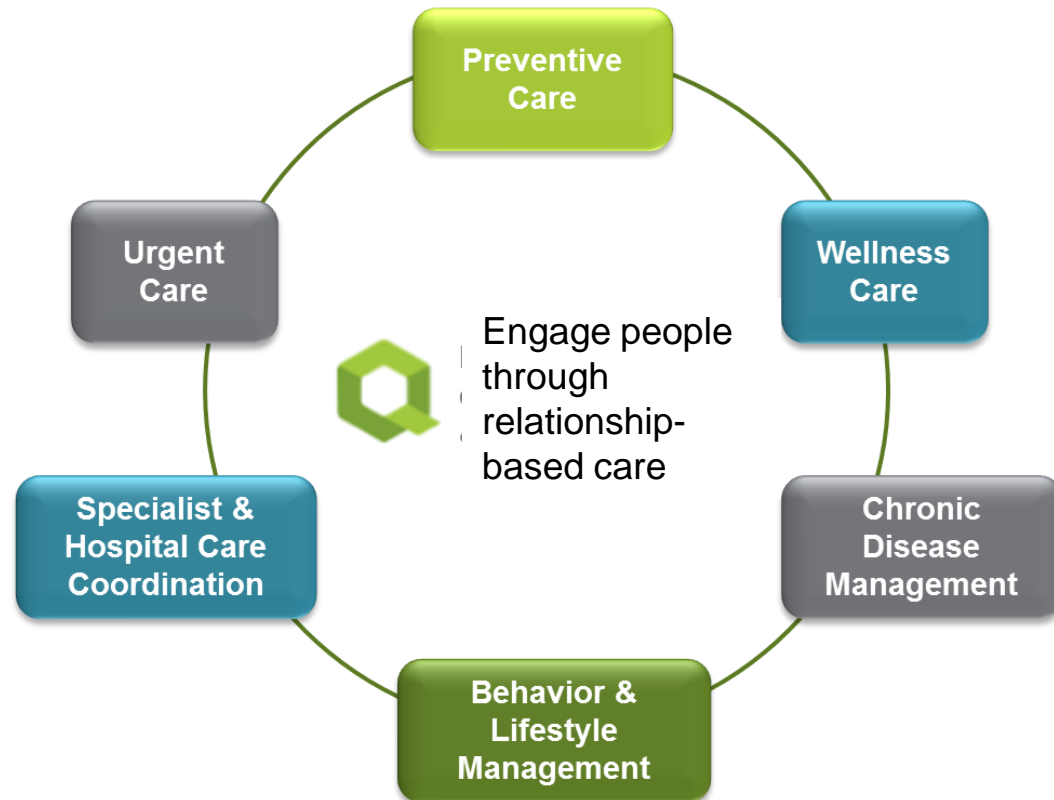 Preventive
Care
Wellness
Care
Chronic
Disease
Management
Behavior &
Lifestyle
Management
Specialist &
Hospital Care
Coordination
Urgent
Care
Engage people
through
relationship-
based care